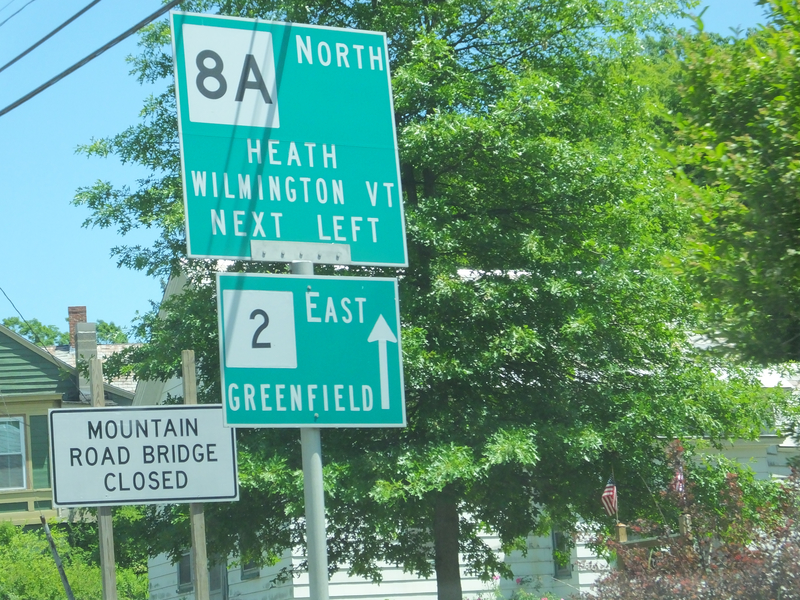 8A NORTH
HEATH
WILMINGTON VT
NEXT LEFT
2 EAST
GREENFIELD
MOUNTAIN
ROAD BRIDGE
CLOSED